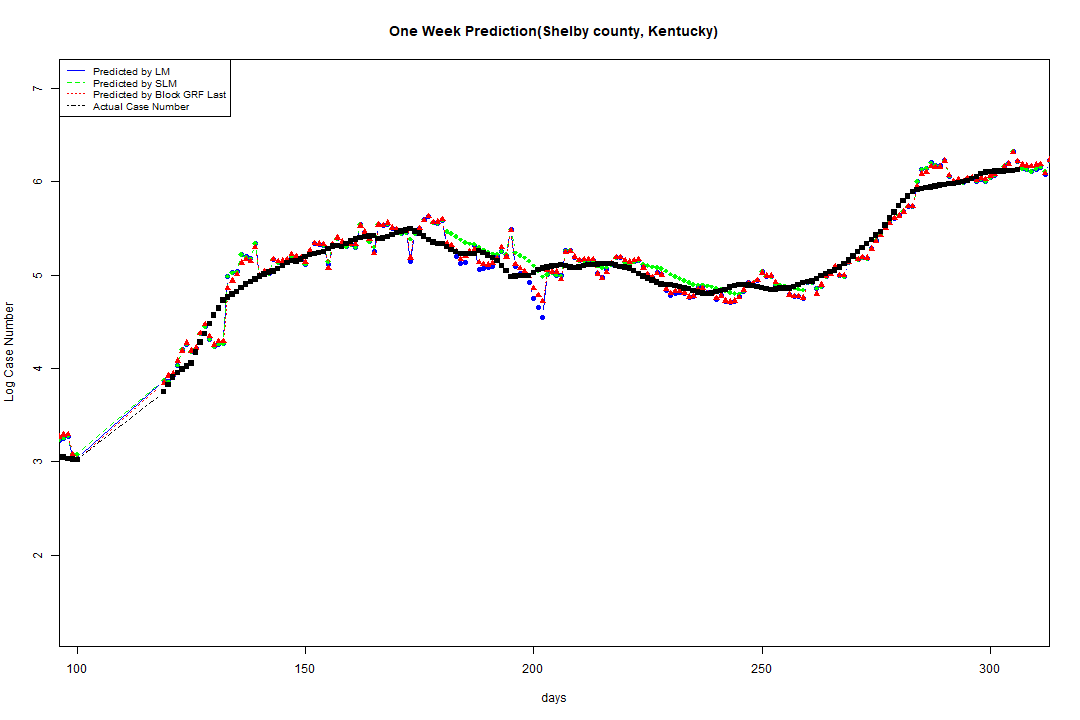 One Week Prediction(Shelby county, Kentucky)
Predicted by LM
Predicted by SLM
Predicted by Block GRF Last
Actual Case Number
7
6
5
4
3
2
Log Case Number
100 150 200 250 300
days